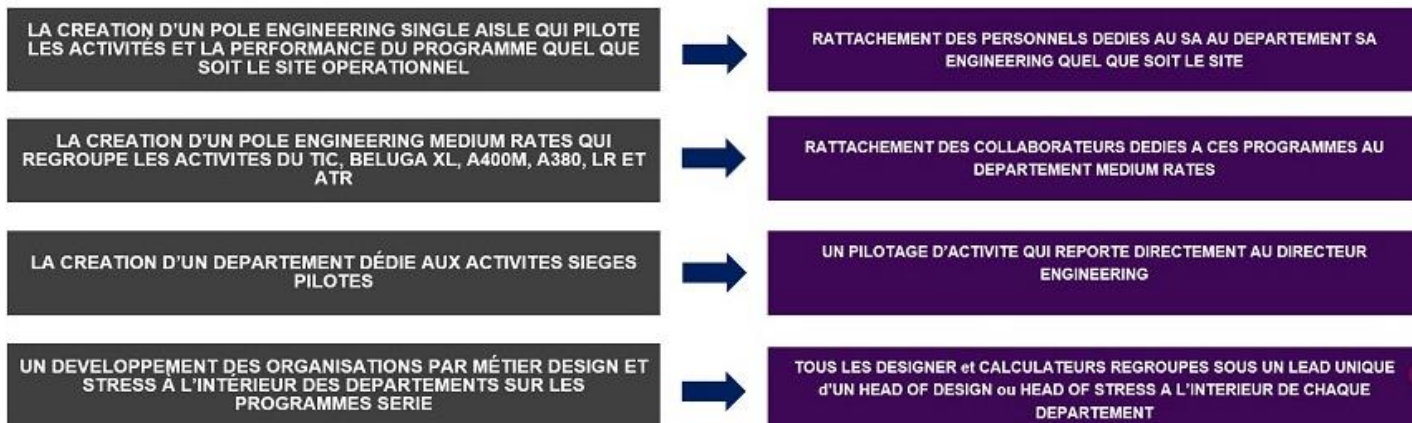 LA CREATION D'UN POLE ENGINEERING SINGLE AISLE QUI PILOTE
LES ACTIVITÉS ET LA PERFORMANCE DU PROGRAMME QUEL QUE
SOIT LE SITE OPERATIONNEL
RATTACHEMENT DES PERSONNELS DEDIES AU SA AU DEPARTEMENT SA
ENGINEERING QUEL QUE SOIT LE SITE
LA CREATION D'UN POLE ENGINEERING MEDIUM RATES QUI
REGROUPE LES ACTIVITES DU TIC, BELUGA XL, A400M, A380, LR ET
ATR
RATTACHEMENT DES COLLABORATEURS DEDIES A CES PROGRAMMES AU
DEPARTEMENT MEDIUM RATES
LA CREATION D'UN DEPARTEMENT DÉDIE AUX ACTIVITES SIEGES
PILOTES
UN PILOTAGE D'ACTIVITE QUI REPORTE DIRECTEMENT AU DIRECTEUR
ENGINEERING
UN DEVELOPPEMENT DES ORGANISATIONS PAR MÉTIER DESIGN ET
STRESS À L'INTÉRIEUR DES DEPARTEMENTS SUR LES
PROGRAMMES SERIE
TOUS LES DESIGNER et CALCULATEURS REGROUPES SOUS UN LEAD UNIQUE
d'UN HEAD OF DESIGN ou HEAD OF STRESS A L'INTERIEUR DE CHAQUE
DEPARTEMENT